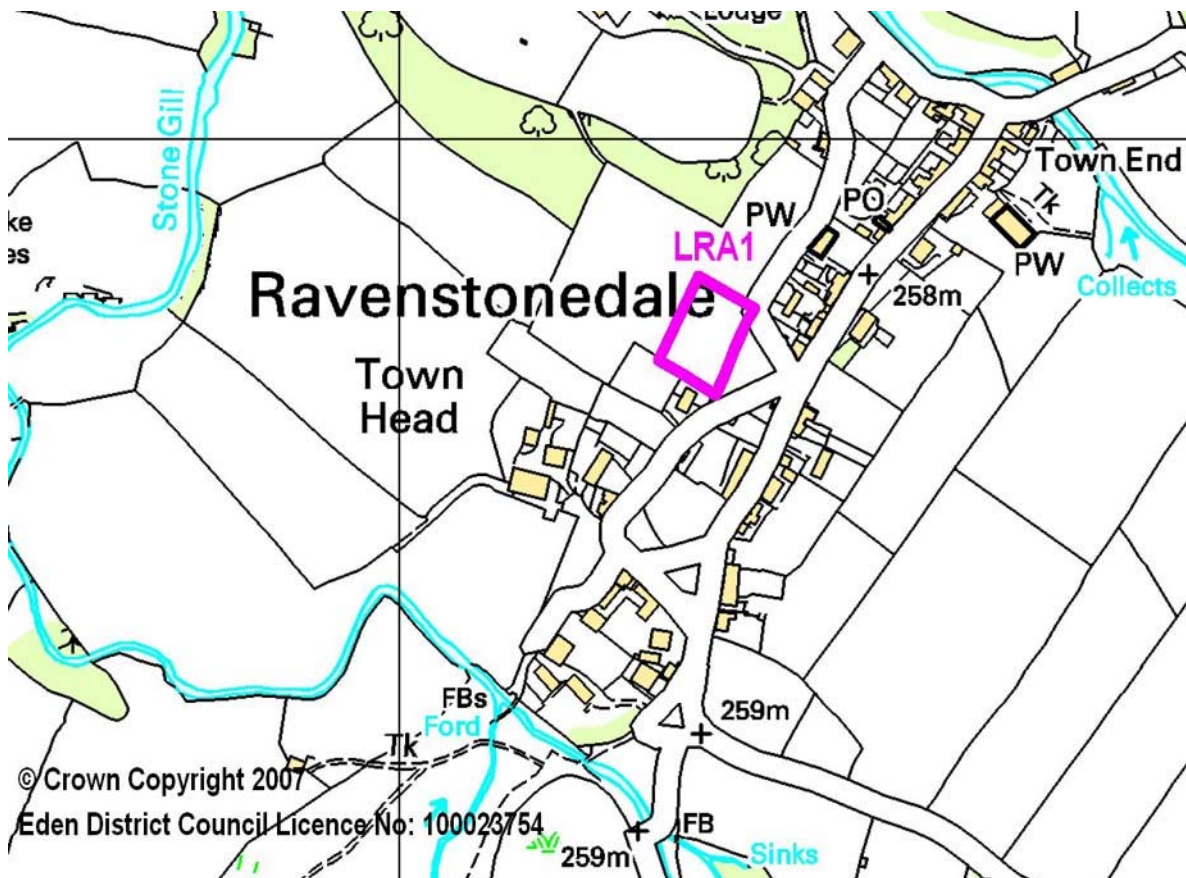 Lodge
Stone Gill
Town End
Tk
PO
PW
PW
ke
es
LRA1
Collects
258m
Ravenstonedale
Town
Head
FBs
Ford
259m
Tk
© Crown Copyright 2007
Eden District Council Licence No: 100023754
FB
259m
Sinks